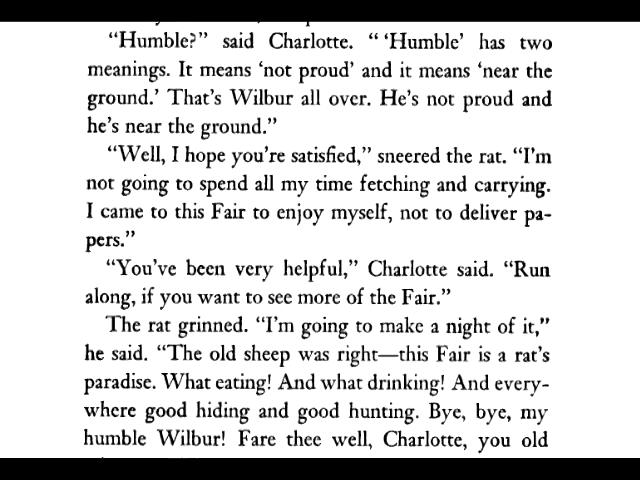 "Humble?" said Charlotte. " 'Humble' has two
meanings. It means 'not proud' and it means 'near the
ground.' That's Wilbur all over. He's not proud and
he's near the ground."
"Well, I hope you're satisfied," sneered the rat. "I'm
not going to spend all my time fetching and carrying.
I came to this Fair to enjoy myself, not to deliver pa-
pers."
"You've been very helpful," Charlotte said. "Run
along, if you want to see more of the Fair."
The rat grinned. "I'm going to make a night of it,"
he said. "The old sheep was right—this Fair is a rat's
paradise. What eating! And what drinking! And every-
where good hiding and good hunting. Bye, bye, my
humble Wilbur! Fare thee well, Charlotte, you old